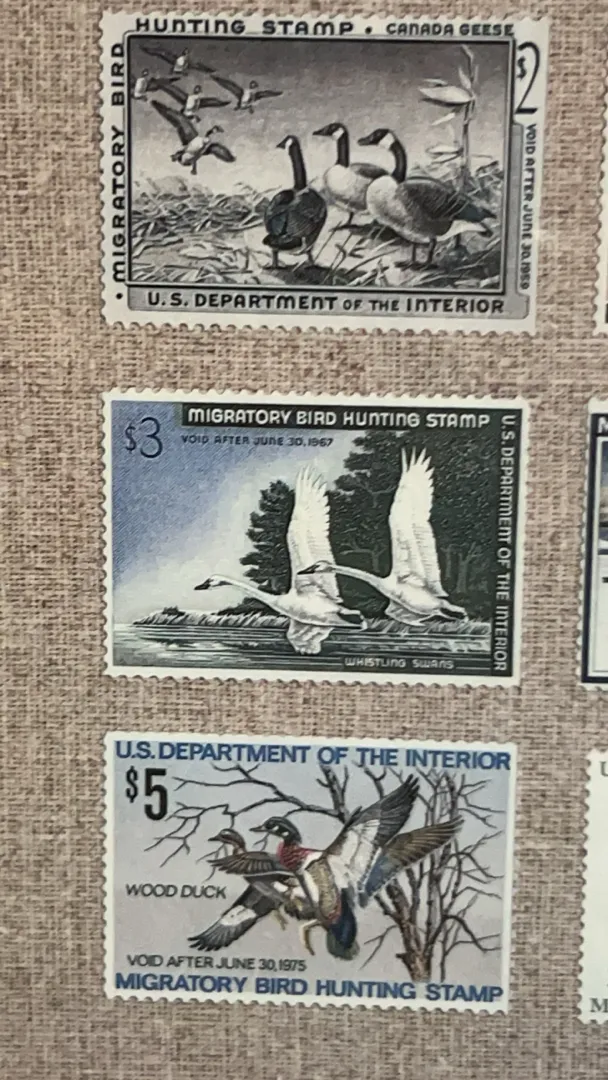 HUNTING STAMP • CANADA GEESE
• MIGRATORY BIRD
$2
VOID AFTER JUNE 30, 1959
U.S. DEPARTMENT OF THE INTERIOR
MIGRATORY BIRD HUNTING STAMP
$3
VOID AFTER JUNE 30, 1967
U.S. DEPARTMENT OF THE INTERIOR
WHISTLING SWANS
U.S. DEPARTMENT OF THE INTERIOR
$5
WOOD DUCK
VOID AFTER JUNE 30, 1975
MIGRATORY BIRD HUNTING STAMP